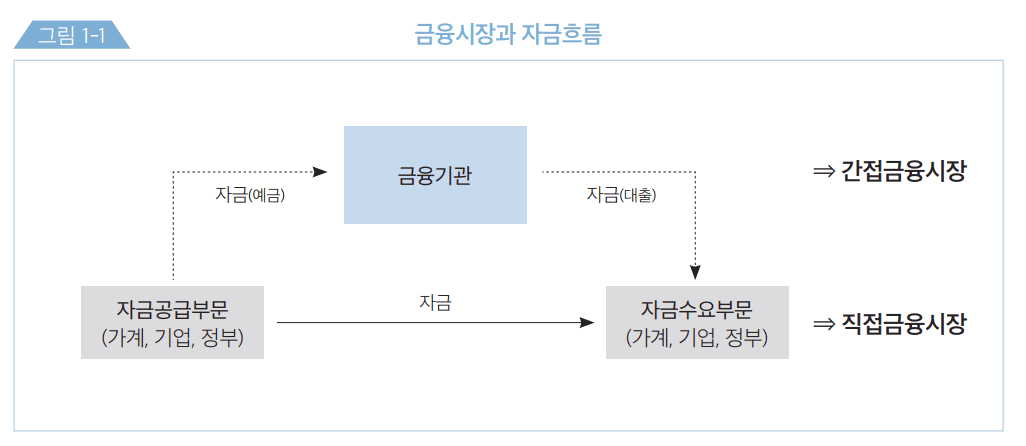 그림 1-1
금융시장과 자금흐름
금융기관
⇒ 간접금융시장
자금(예금)
자금(대출)
자금공급부문
(가계, 기업, 정부)
자금
자금수요부문
(가계, 기업, 정부)
⇒ 직접금융시장